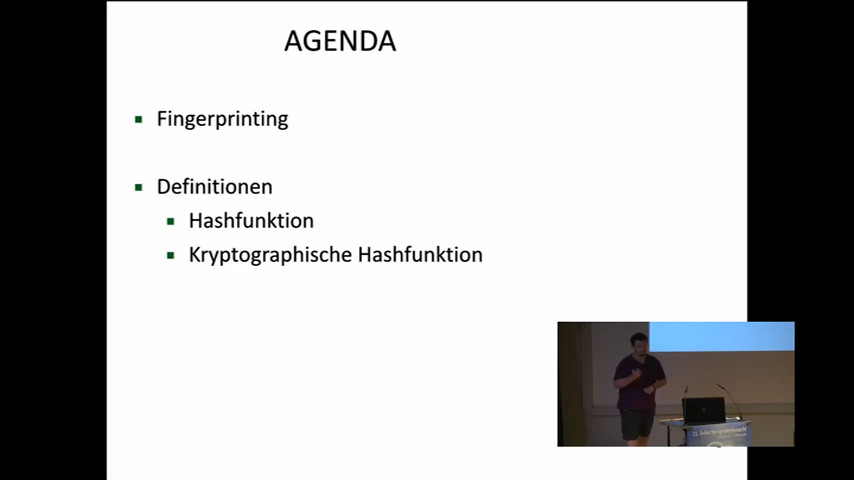 AGENDA
Fingerprinting
Definitionen
Hashfunktion
Kryptographische Hashfunktion